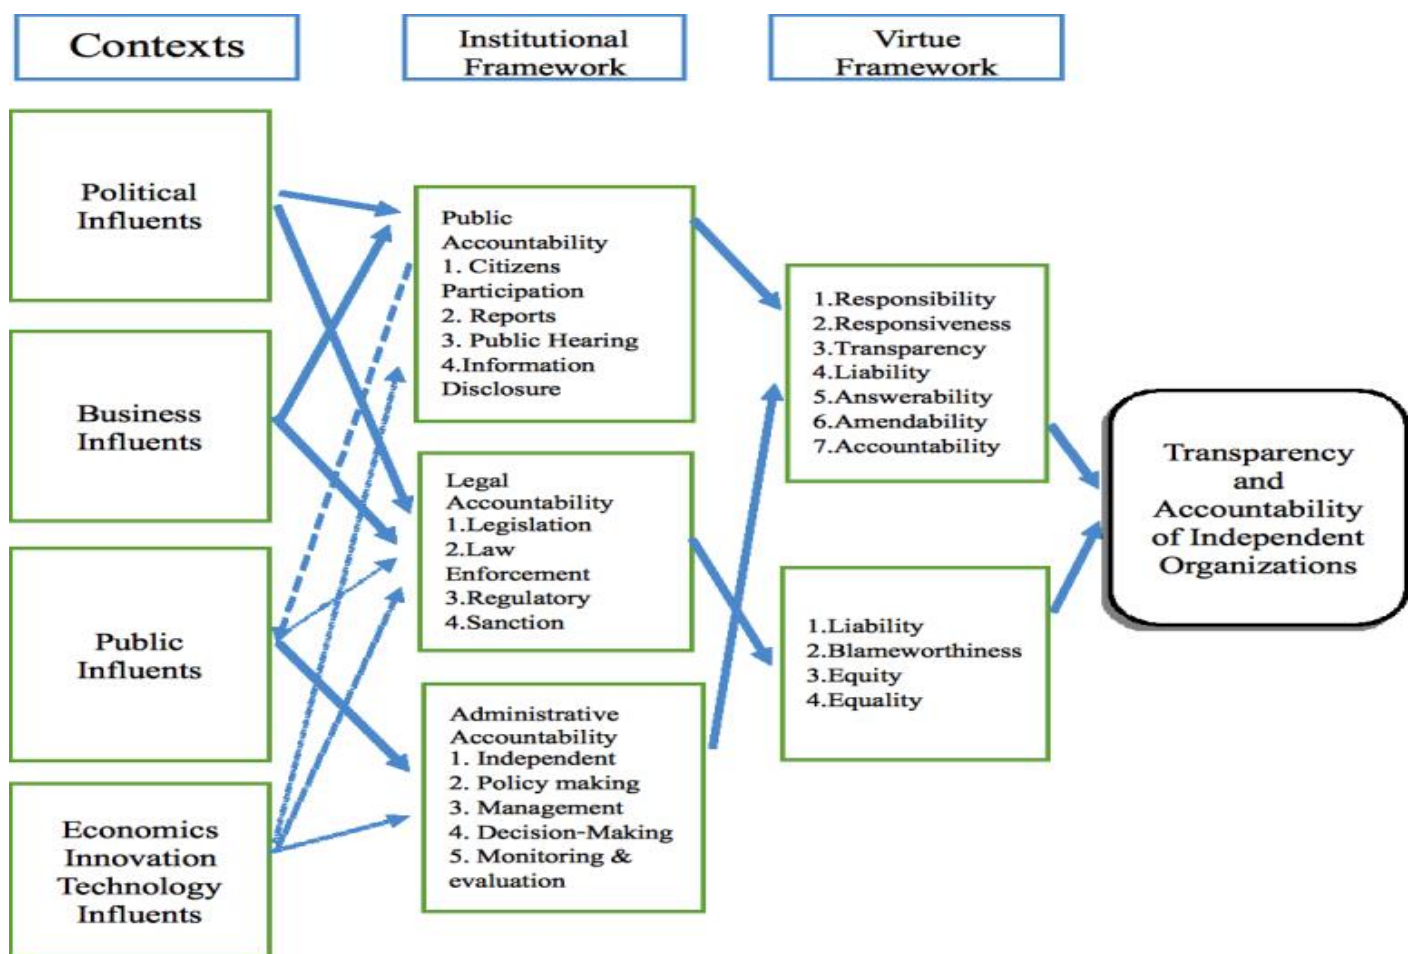 Contexts
Institutional
Framework
Virtue
Framework
Political
Influents
Business
Influents
Public
Influents
Economics
Innovation
Technology
Influents
Public
Accountability
1. Citizens
Participation
2. Reports
3. Public Hearing
4.Information
Disclosure
Legal
Accountability
1.Legislation
2.Law
Enforcement
3.Regulatory
4.Sanction
Administrative
Accountability
1. Independent
2. Policy making
3. Management
4. Decision-Making
5. Monitoring &
evaluation
1.Responsibility
2.Responsiveness
3.Transparency
4.Liability
5.Answerability
6.Amendability
7.Accountability
1.Liability
2.Blameworthiness
3.Equity
4.Equality
Transparency
and
Accountability
of Independent
Organizations